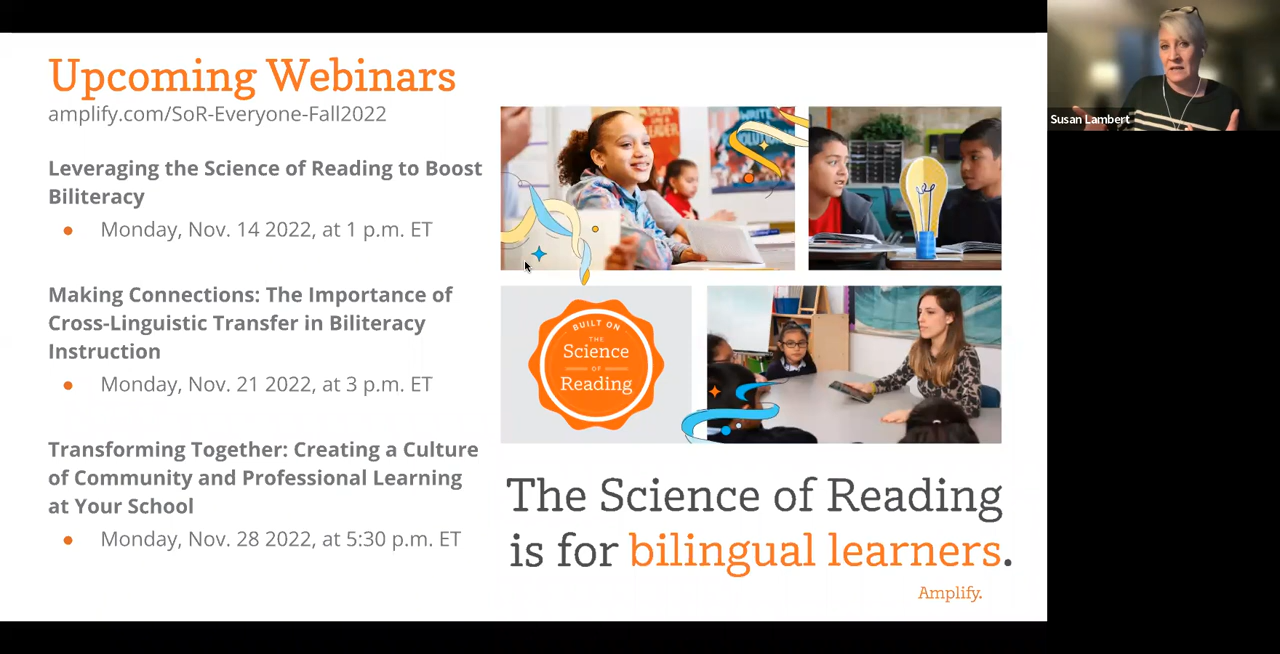 Upcoming Webinars
amplify.com/SoR-Everyone-Fall2022
Leveraging the Science of Reading to Boost
Biliteracy
● Monday, Nov. 14 2022, at 1 p.m. ET
Making Connections: The Importance of
Cross-Linguistic Transfer in Biliteracy
Instruction
● Monday, Nov. 21 2022, at 3 p.m. ET
Transforming Together: Creating a Culture
of Community and Professional Learning
at Your School
● Monday, Nov. 28 2022, at 5:30 p.m. ET
BUILT ON
THE
Science
OF
Reading
The Science of Reading
is for bilingual learners.
Amplify.
Susan Lambert